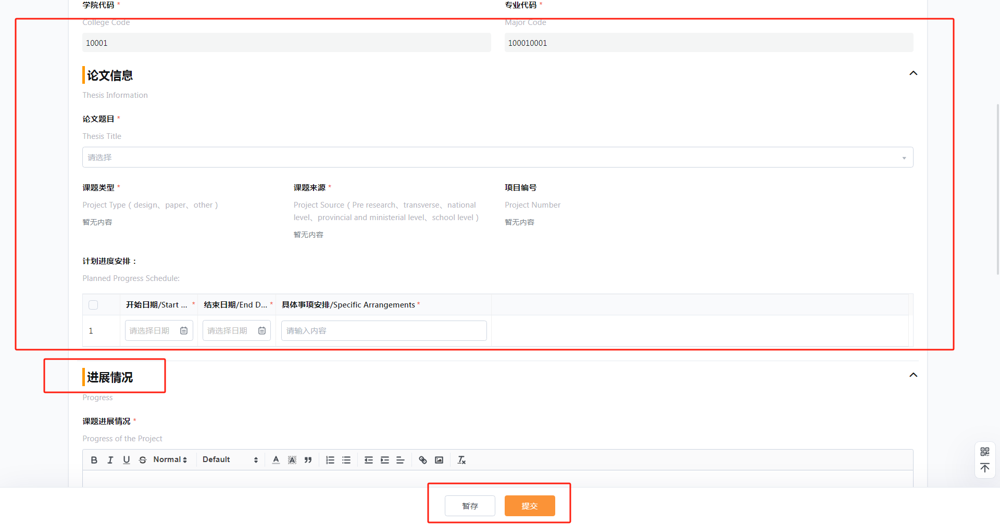 学院代码 *
专业代码 *
College Code
Major Code
10001
100010001
论文信息
Thesis Information
论文题目 *
Thesis Title
请选择
课题类型 *
课题来源 *
项目编号
Project Type ( design、paper、other )
Project Source ( Pre research、transverse、national
level、provincial and ministerial level、school level )
Project Number
暂无内容
暂无内容
暂无内容
计划进度安排：
Planned Progress Schedule:
开始日期/Start ... *
结束日期/End D... *
具体事项安排/Specific Arrangements *
1
请选择日期
请选择日期
请输入内容
进展情况
Progress
课题进展情况 *
Progress of the Project
Normal
Default
暂存
提交